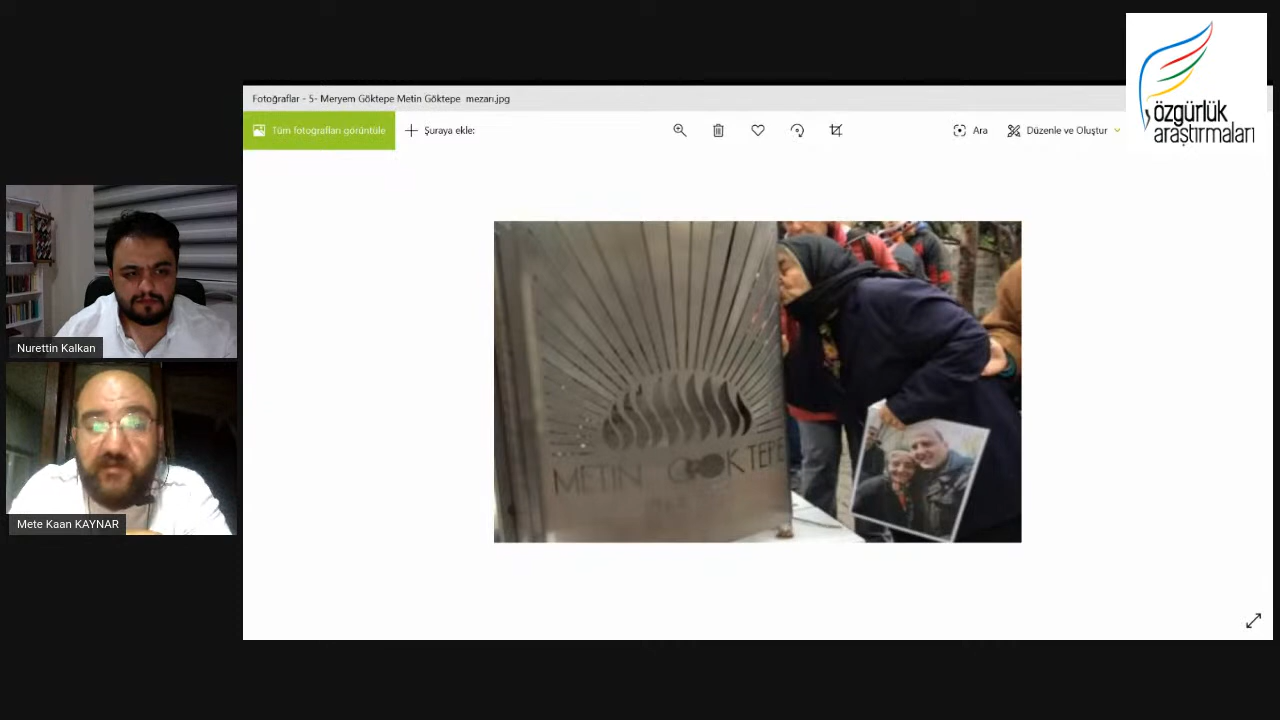 özgürlük
araştırmaları
Fotoğraflar - 5- Meryem Göktepe Metin Göktepe mezarı.jpg
Tüm fotoğrafları görüntüle
Şuraya ekle:
Ara
Düzenle ve Oluştur
METİN GÖKTEPE
Nurettin Kalkan
Mete Kaan KAYNAR